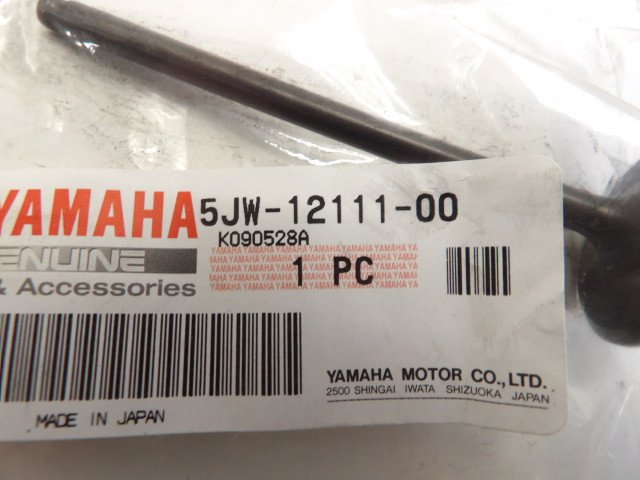 YAMAHA 5JW-12111-00
K090528A
ENUINE
& Accessories
1 PC
YAMAHA MOTOR CO., LTD.
2500 SHINGAI IWATA SHIZUOKA JAPAN
MADE IN JAPAN